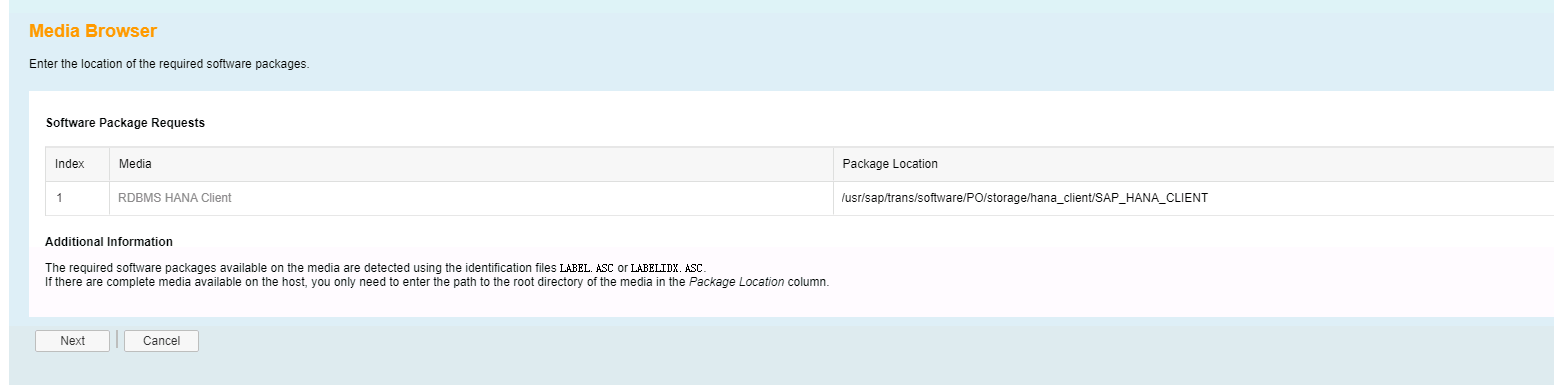 Media Browser
Enter the location of the required software packages.
Software Package Requests
Index Media Package Location
1 RDBMS HANA Client /usr/sap/trans/software/PO/storage/hana_client/SAP_HANA_CLIENT
Additional Information
The required software packages available on the media are detected using the identification files LABEL.ASC or LABELIDX.ASC.
If there are complete media available on the host, you only need to enter the path to the root directory of the media in the Package Location column.
Next Cancel